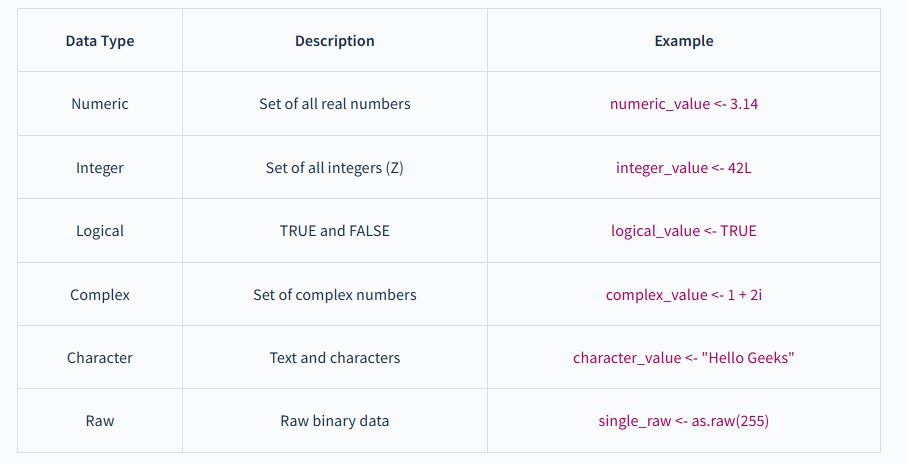 Data Type Description Example
Numeric Set of all real numbers numeric_value <- 3.14
Integer Set of all integers (Z) integer_value <- 42L
Logical TRUE and FALSE logical_value <- TRUE
Complex Set of complex numbers complex_value <- 1 + 2i
Character Text and characters character_value <- "Hello Geeks"
Raw Raw binary data single_raw <- as.raw(255)